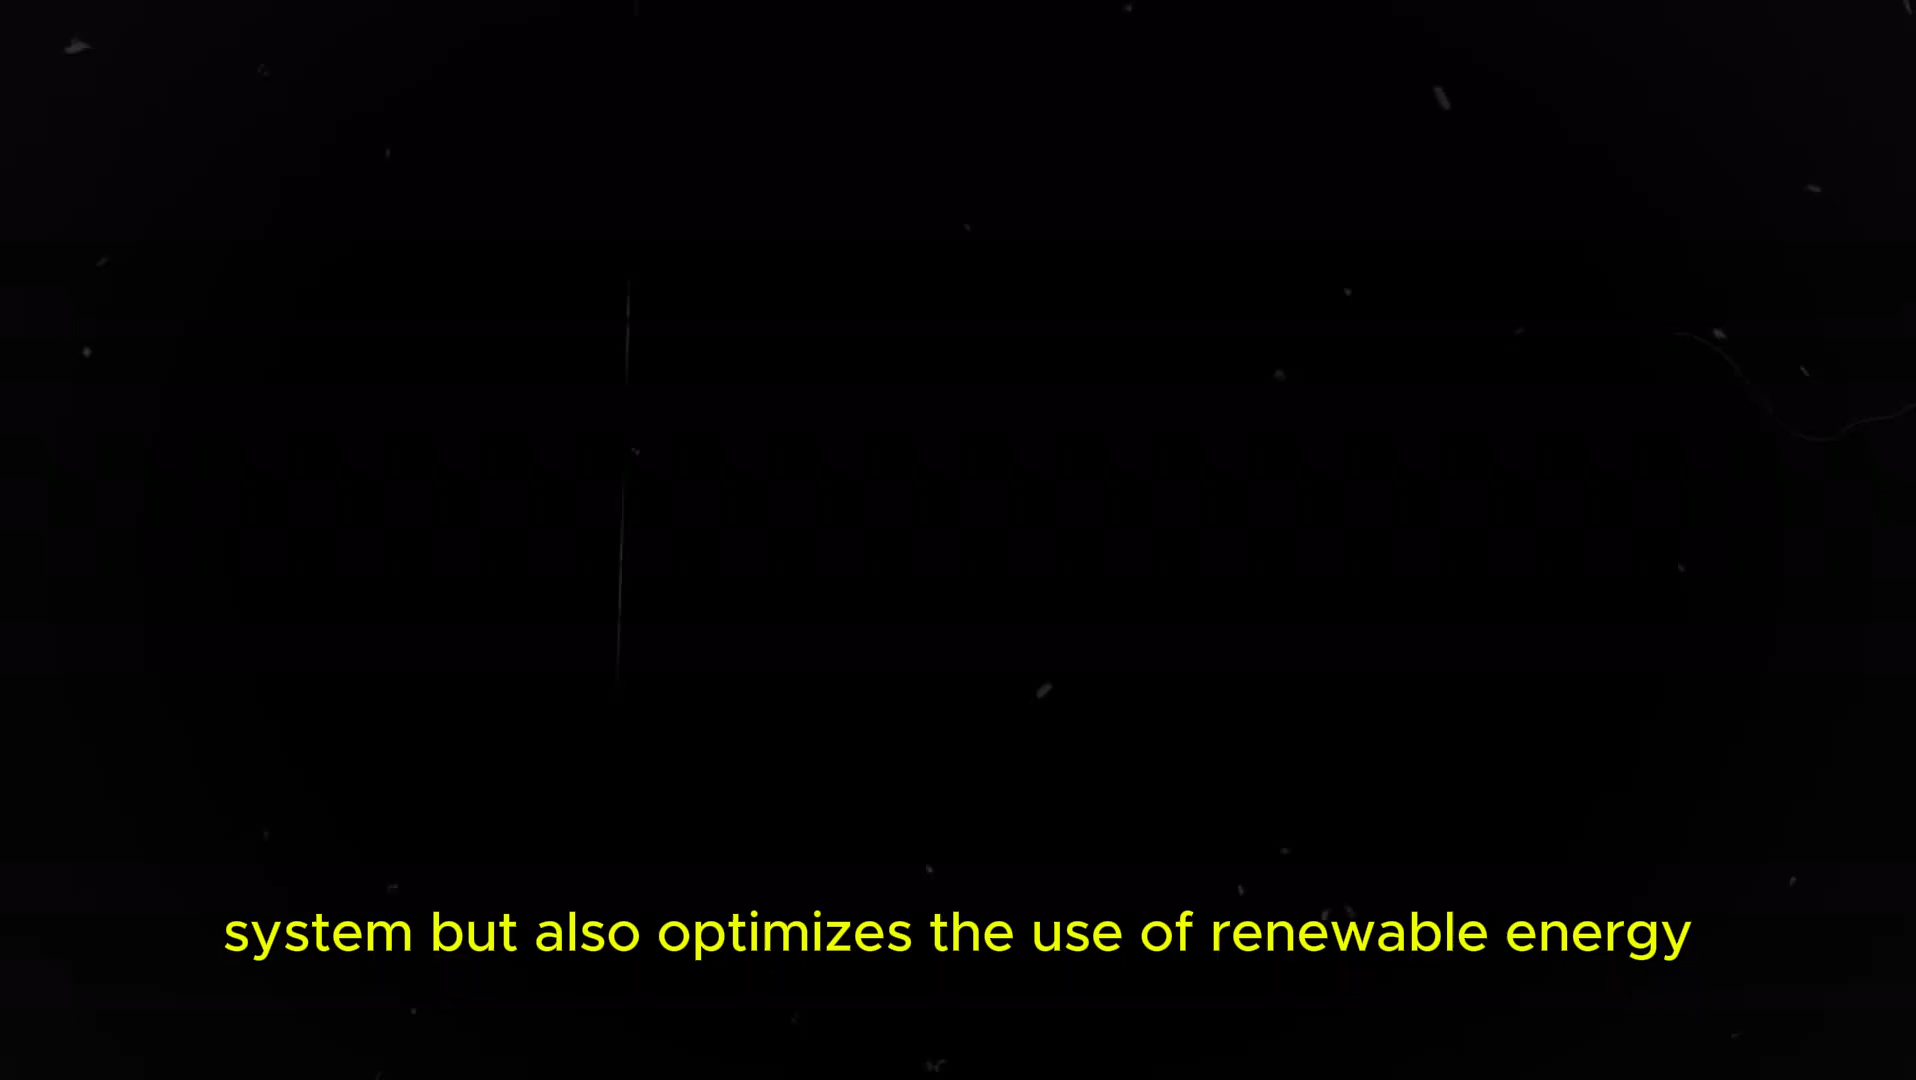 system but also optimizes the use of renewable energy